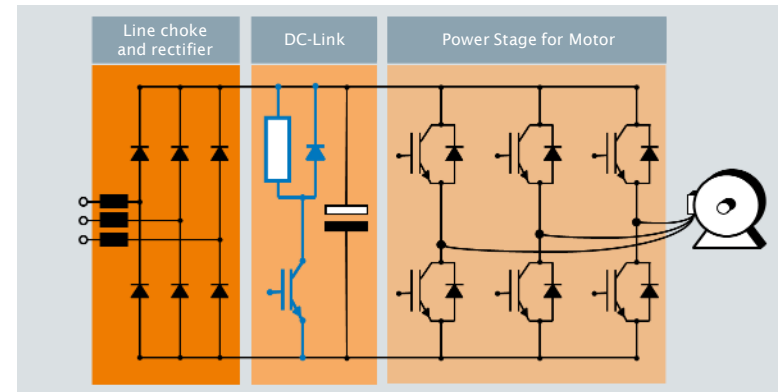 Line choke
and rectifier
DC-Link
Power Stage for Motor